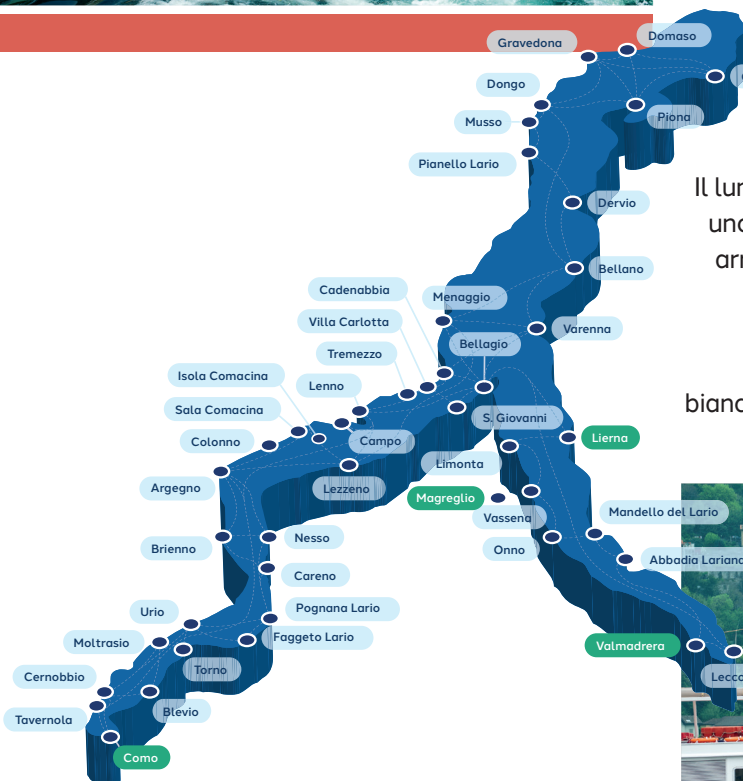 Domaso
Gravedona
Dongo
Piona
Musso
Pianello Lario
Il lur
Dervio
arr
Bellano
Cadenabbia
Menaggio
Villa Carlotta
Varenna
Bellagio
Tremezzo
Isola Comacina
Lenno
bianc
Sala Comacina
S. Giovanni
Colonno
Campo
Lierna
Limonta
Argegno
Lezzeno
Magreglio
Vassena
Mandello del Lario
Brienno
Nesso
Onno
Abbadia Lariana
Careno
Urio
Pognana Lario
Moltrasio
Faggeto Lario
Valmadrera
Torno
Cernobbio
Lecco
Blevio
Tavernola
Como